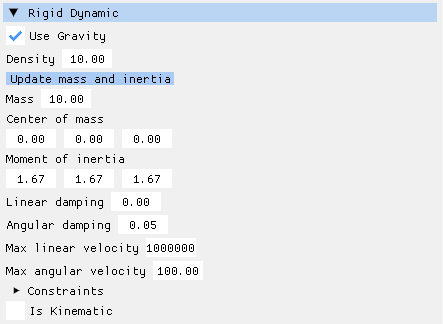 Rigid Dynamic
Use Gravity
Density 10.00
Update mass and inertia
Mass 10.00
Center of mass
0.00 0.00 0.00
Moment of inertia
1.67 1.67 1.67
Linear damping 0.00
Angular damping 0.05
Max linear velocity 1000000
Max angular velocity 100.00
Constraints
Is Kinematic